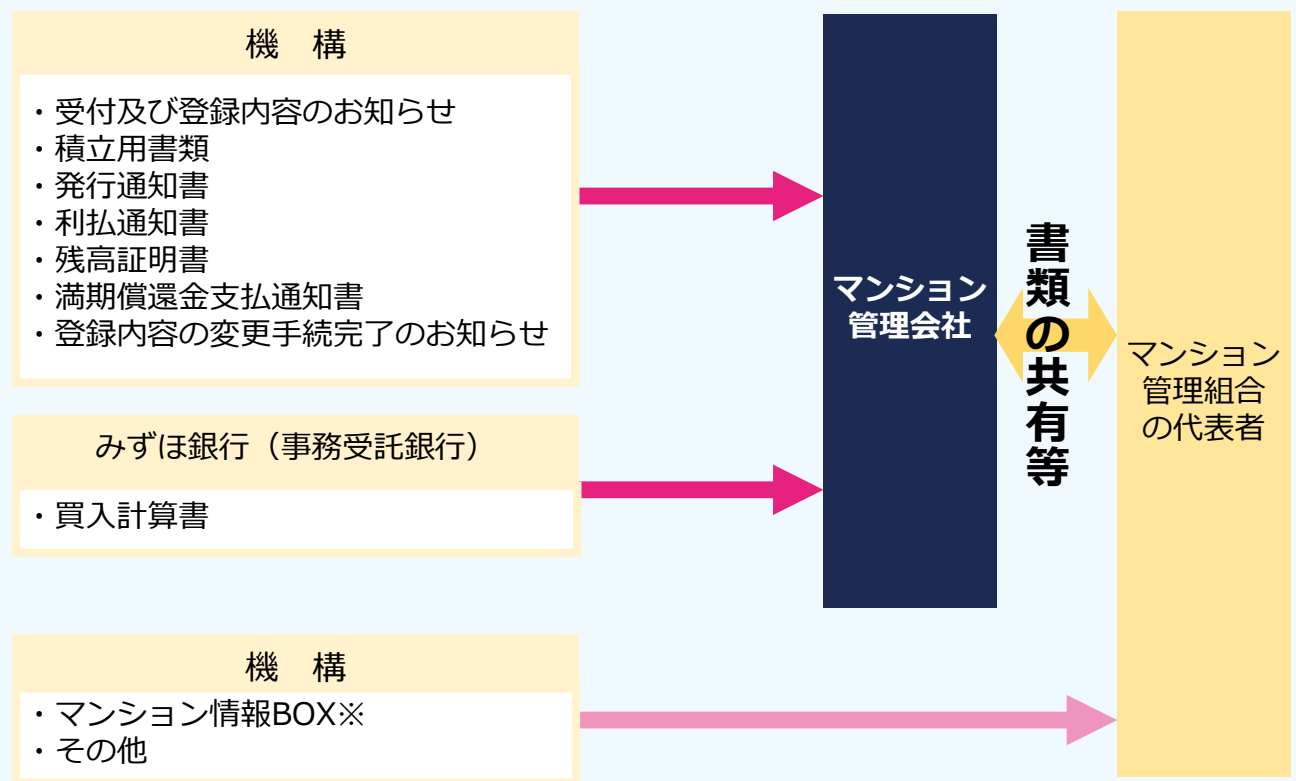 機　構
・受付及び登録内容のお知らせ
・積立用書類
・発行通知書
・利払通知書
・残高証明書
・満期償還金支払通知書
・登録内容の変更手続完了のお知らせ
みずほ銀行（事務受託銀行）
・買入計算書
機　構
・マンション情報BOX※
・その他
マンション
管理会社
書類の共有等
マンション
管理組合
の代表者